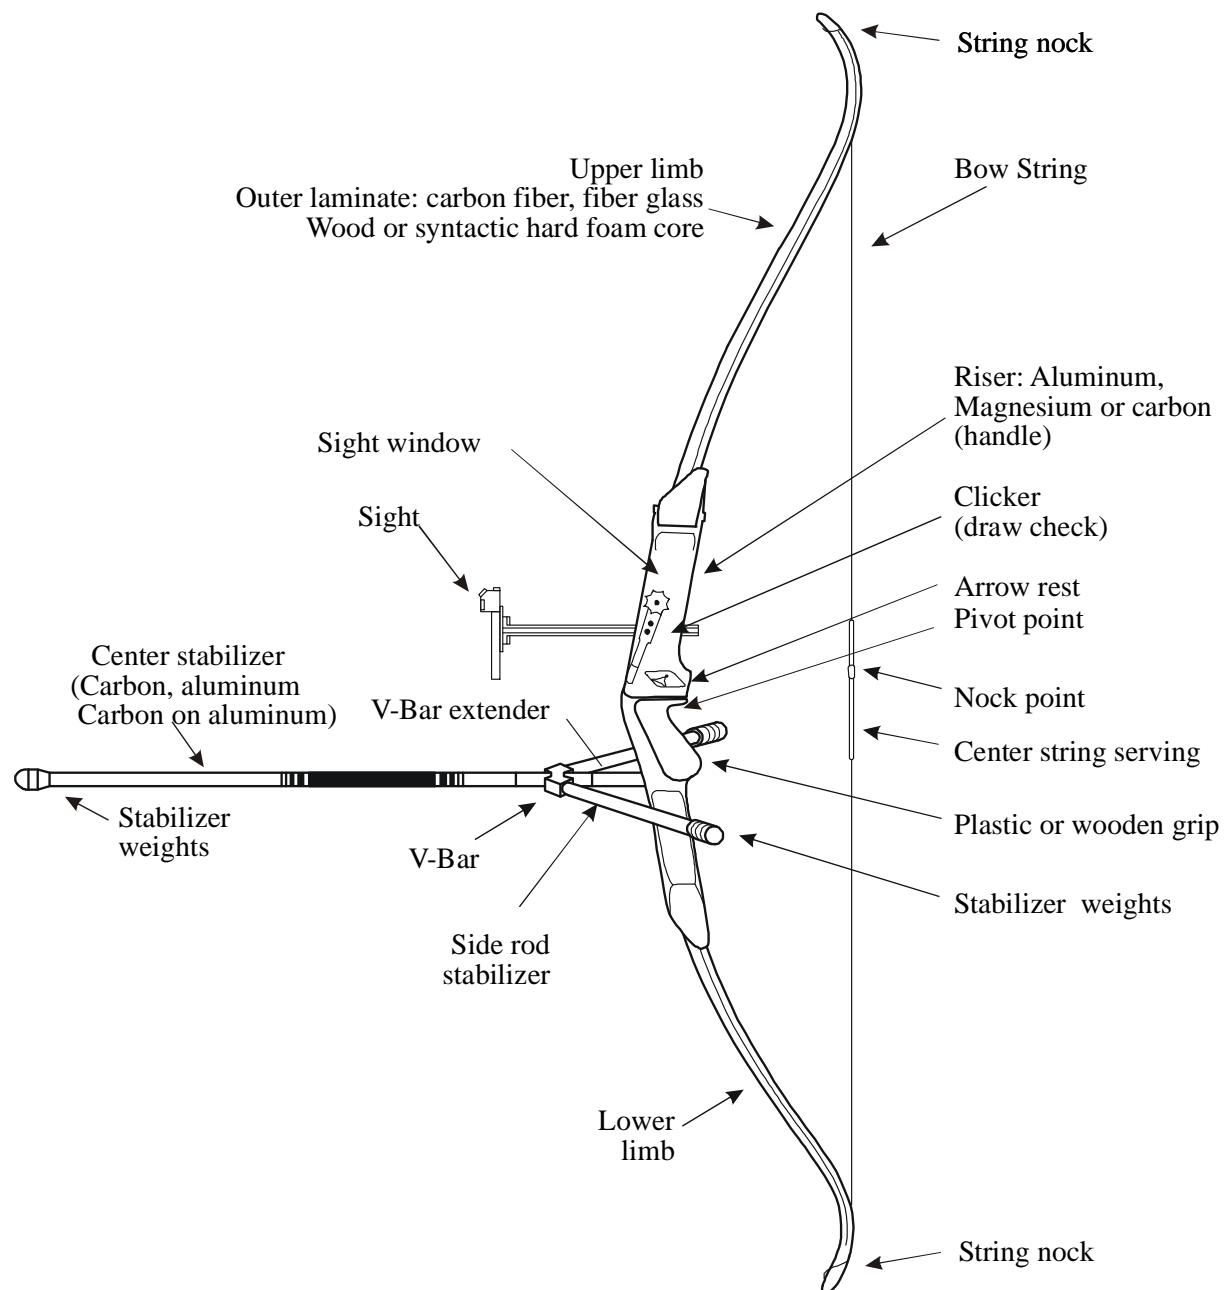 String nock
Upper limb
Outer laminate: carbon fiber, fiber glass
Wood or syntactic hard foam core
Bow String
Riser: Aluminum,
Magnesium or carbon
(handle)
Sight window
Clicker
(draw check)
Sight
Arrow rest
Pivot point
Center stabilizer
(Carbon, aluminum
Carbon on aluminum)
V-Bar extender
Nock point
Center string serving
Stabilizer
weights
Plastic or wooden grip
V-Bar
Stabilizer weights
Side rod
stabilizer
Lower
limb
String nock